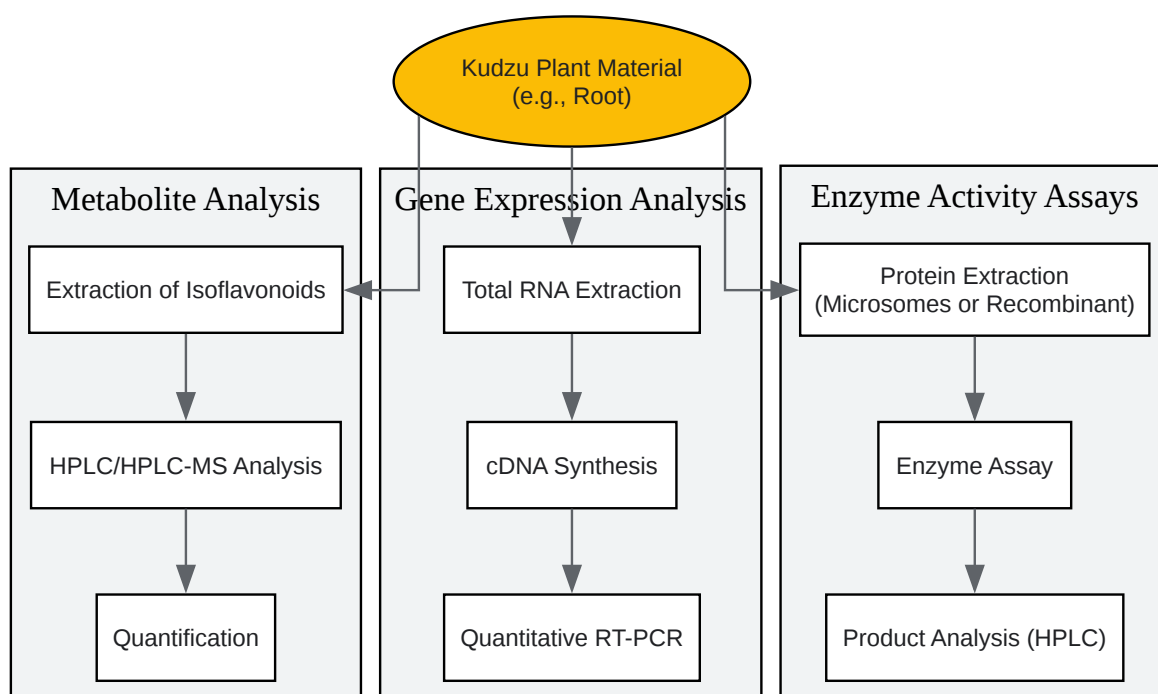 Kudzu Plant Material
(e.g., Root)
Metabolite Analysis
Extraction of Isoflavonoids
HPLC/HPLC-MS Analysis
Quantification
Gene Expression Analysis
Total RNA Extraction
cDNA Synthesis
Quantitative RT-PCR
Enzyme Activity Assays
Protein Extraction
(Microsomes or Recombinant)
Enzyme Assay
Product Analysis (HPLC)